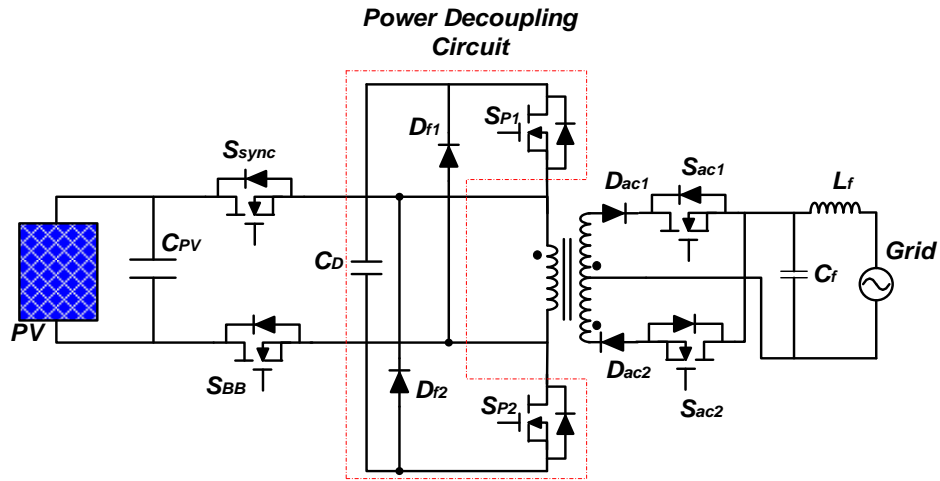 Power Decoupling
Circuit
Df1
SP1
Ssync
Dac1
Sac1
Lf
CPV
CD
Cf
Grid
PV
SBB
Df2
SP2
Dac2
Sac2